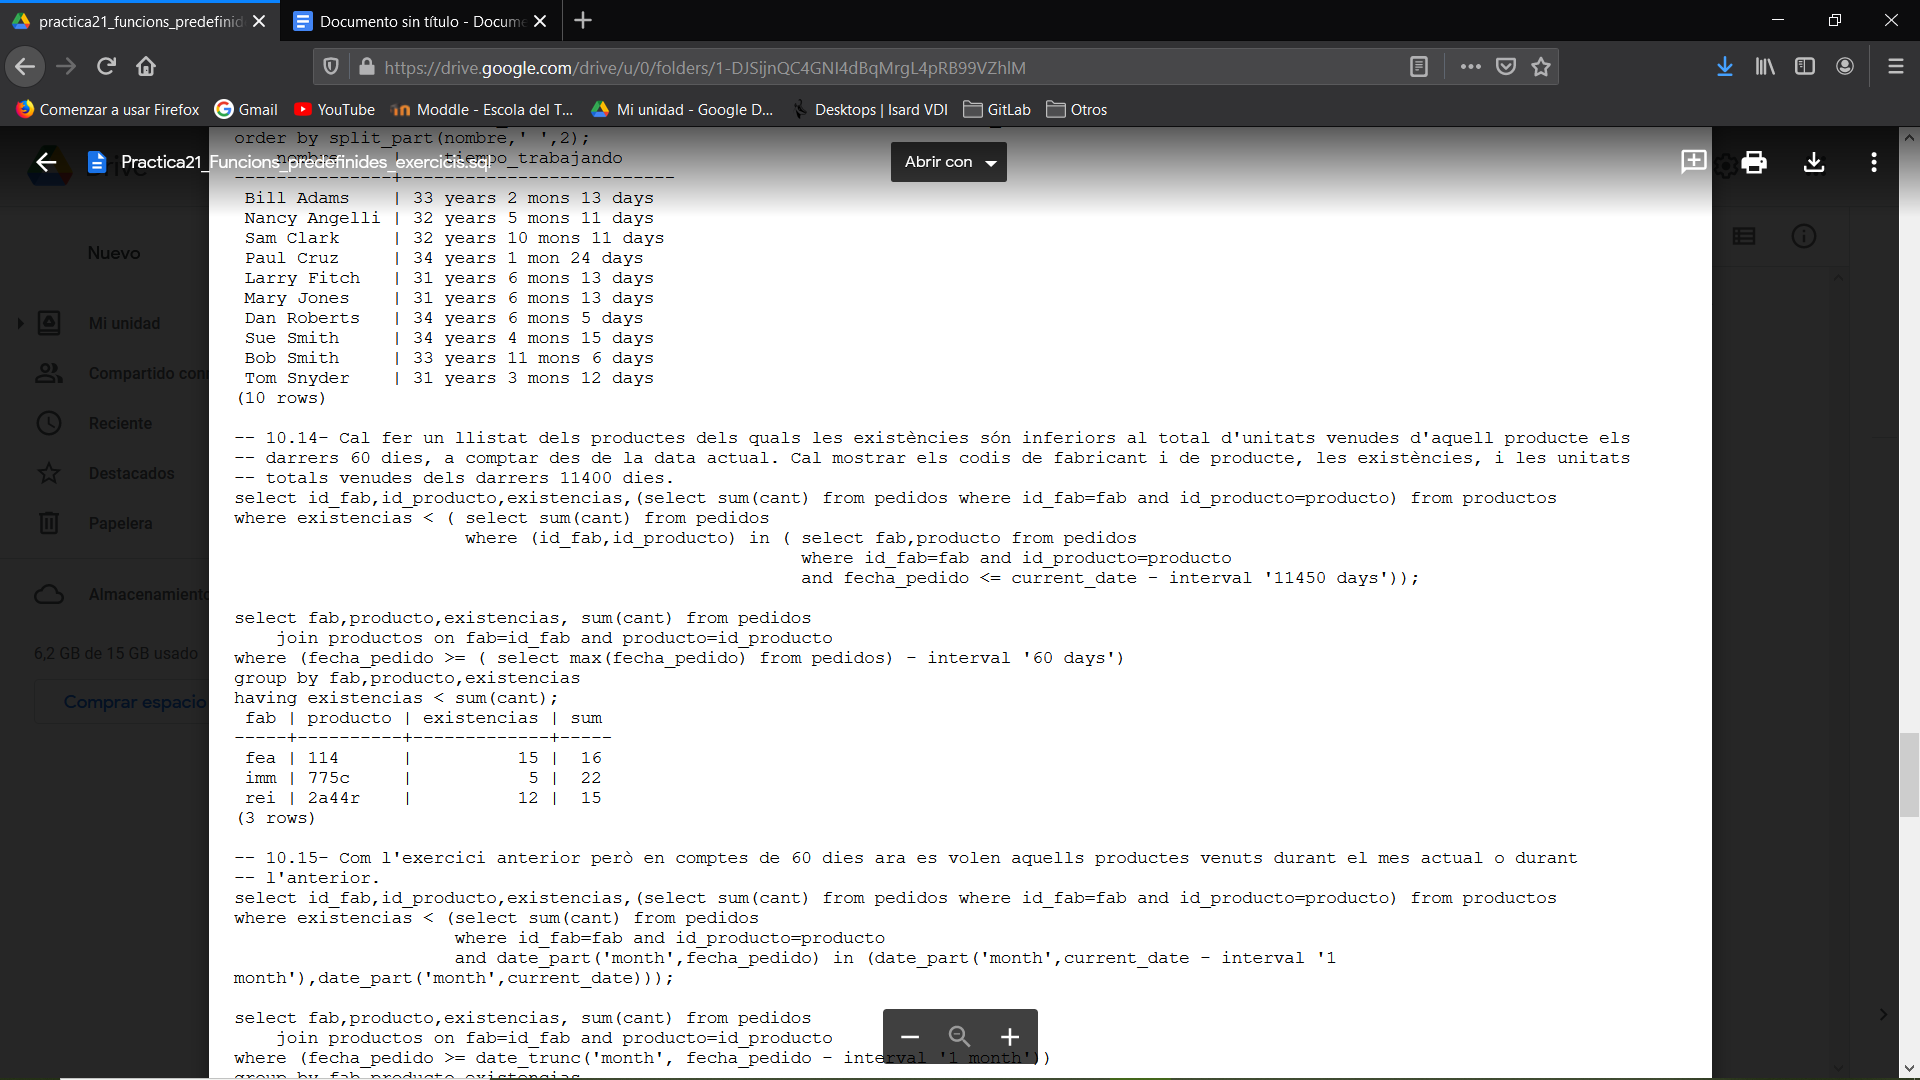 practica21_funcions_predefinid
Documento sin título - Docume
https://drive.google.com/drive/u/0/folders/1-DJSijnQC4GNI4dBqMrgL4pRB99VZhlM
Comenzar a usar Firefox
Gmail
YouTube
Moddle - Escola del T...
Mi unidad - Google D...
Desktops | Isard VDI
GitLab
Otros
Practica21_Funcions_predefinides_exercicis.sql
Abrir con
Nuevo
Mi unidad
Compartido con
Reciente
Destacados
Papelera
Almacenamiento
6,2 GB de 15 GB usado
Comprar espacio
order by split_part(nombre,' ',2);
nombre | tiempo_trabajando
---------------+--------------------------
Bill Adams | 33 years 2 mons 13 days
Nancy Angelli | 32 years 5 mons 11 days
Sam Clark | 32 years 10 mons 11 days
Paul Cruz | 34 years 1 mon 24 days
Larry Fitch | 31 years 6 mons 13 days
Mary Jones | 31 years 6 mons 13 days
Dan Roberts | 34 years 6 mons 5 days
Sue Smith | 34 years 4 mons 15 days
Bob Smith | 33 years 11 mons 6 days
Tom Snyder | 31 years 3 mons 12 days
(10 rows)
-- 10.14- Cal fer un llistat dels productes dels quals les existències són inferiors al total d'unitats venudes d'aquell producte els
-- darrers 60 dies, a comptar des de la data actual. Cal mostrar els codis de fabricant i de producte, les existències, i les unitats
-- totals venudes dels darrers 11400 dies.
select id_fab,id_producto,existencias,(select sum(cant) from pedidos where id_fab=fab and id_producto=producto) from productos
where existencias < ( select sum(cant) from pedidos
where (id_fab,id_producto) in ( select fab,producto from pedidos
where id_fab=fab and id_producto=producto
and fecha_pedido <= current_date - interval '11450 days'));
select fab,producto,existencias, sum(cant) from pedidos
join productos on fab=id_fab and producto=id_producto
where (fecha_pedido >= ( select max(fecha_pedido) from pedidos) - interval '60 days')
group by fab,producto,existencias
having existencias < sum(cant);
fab | producto | existencias | sum
-----+----------+-------------+-----
fea | 114 | 15 | 16
imm | 775c | 5 | 22
rei | 2a44r | 12 | 15
(3 rows)
-- 10.15- Com l'exercici anterior però en comptes de 60 dies ara es volen aquells productes venuts durant el mes actual o durant
-- l'anterior.
select id_fab,id_producto,existencias,(select sum(cant) from pedidos where id_fab=fab and id_producto=producto) from productos
where existencias < (select sum(cant) from pedidos
where id_fab=fab and id_producto=producto
and date_part('month',fecha_pedido) in (date_part('month',current_date - interval '1
month'),date_part('month',current_date)));
select fab,producto,existencias, sum(cant) from pedidos
join productos on fab=id_fab and producto=id_producto
where (fecha_pedido >= date_trunc('month', fecha_pedido - interval '1 month'))
group by fab,producto,existencias